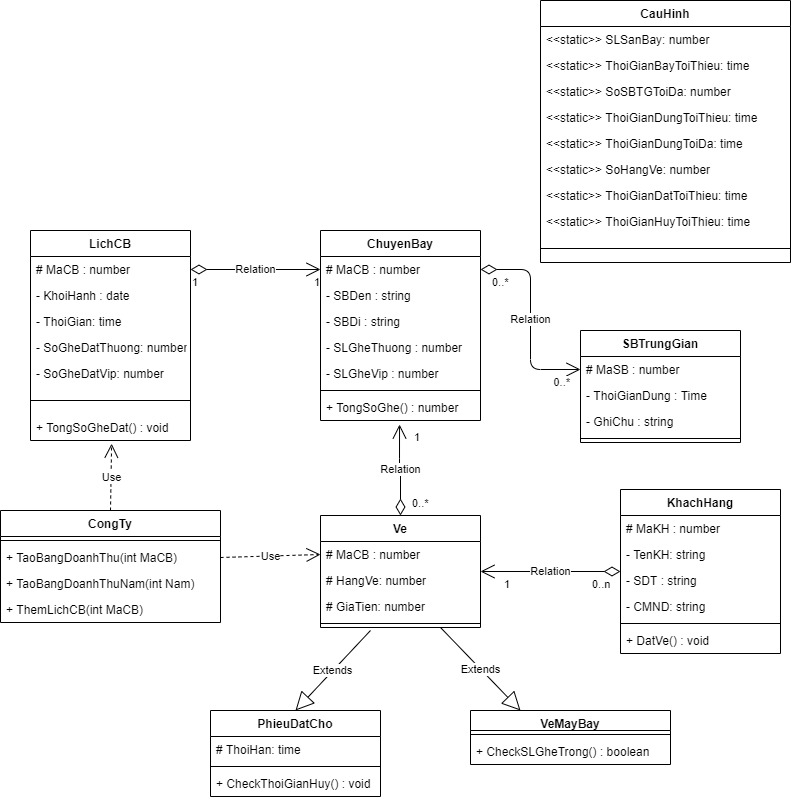 CauHinh
<<static>> SLSanBay: number
<<static>> ThoiGianBayToiThieu: time
<<static>> SoSBTGToiDa: number
<<static>> ThoiGianDungToiThieu: time
<<static>> ThoiGianDungToiDa: time
<<static>> SoHangVe: number
<<static>> ThoiGianDatToiThieu: time
<<static>> ThoiGianHuyToiThieu: time
LichCB
# MaCB : number
- KhoiHanh : date
- ThoiGian: time
- SoGheDatThuong: number
- SoGheDatVip: number
+ TongSoGheDat() : void
1
Relation
1
ChuyenBay
# MaCB : number
- SBDen : string
- SBDi : string
- SLGheThuong : number
- SLGheVip : number
+ TongSoGhe() : number
0..*
Relation
0..*
SBTrungGian
# MaSB : number
- ThoiGianDung : Time
- GhiChu : string
1
Relation
0..*
Use
CongTy
+ TaoBangDoanhThu(int MaCB)
+ TaoBangDoanhThuNam(int Nam)
+ ThemLichCB(int MaCB)
Use
Ve
# MaCB : number
# HangVe: number
# GiaTien: number
1
Relation
0..n
KhachHang
# MaKH : number
- TenKH: string
- SDT : string
- CMND: string
+ DatVe() : void
Extends
Extends
PhieuDatCho
# ThoiHan: time
+ CheckThoiGianHuy() : void
VeMayBay
+ CheckSLGheTrong() : boolean